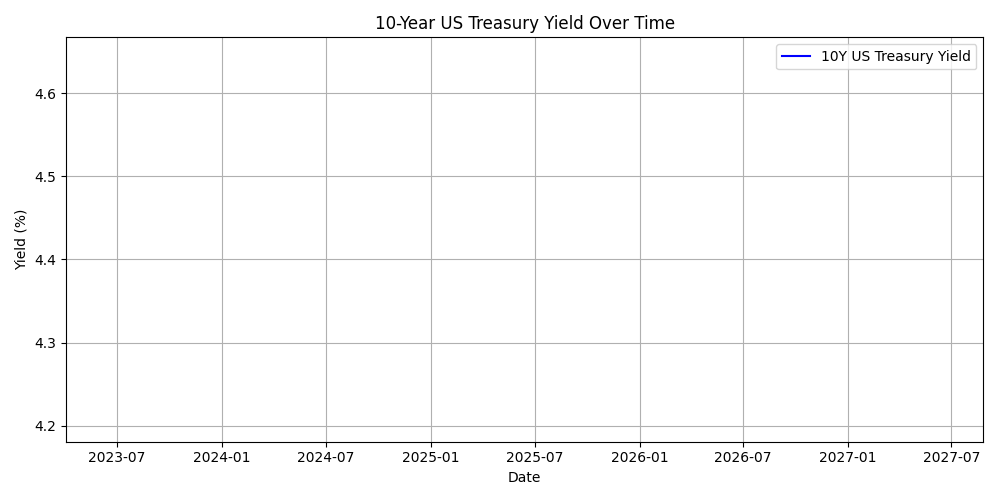 10-Year US Treasury Yield Over Time
10Y US Treasury Yield
Yield (%)
4.6
4.5
4.4
4.3
4.2
2023-07 2024-01 2024-07 2025-01 2025-07 2026-01 2026-07 2027-01 2027-07
Date